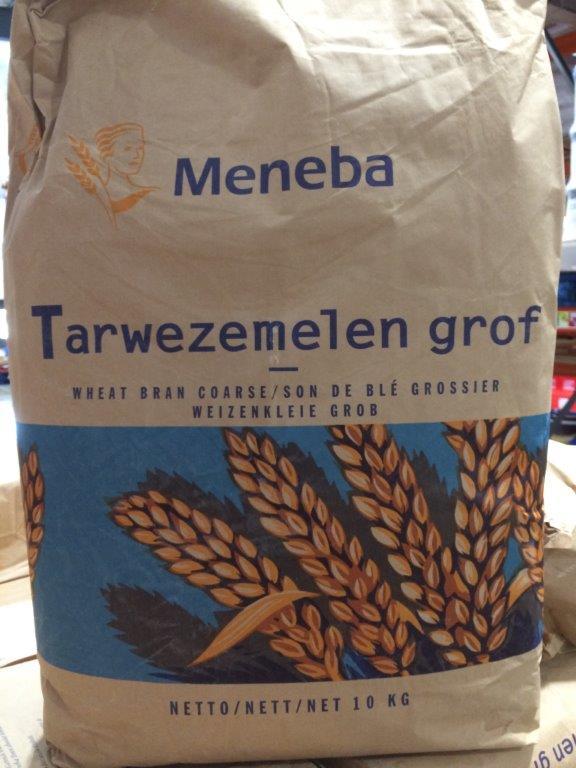 Meneba
Tarwezemelen grof
WHEAT BRAN COARSE/SON DE BLÉ GROSSIER
WEIZENKLEIE GROB
NETTO/NETT/NET 10 KG